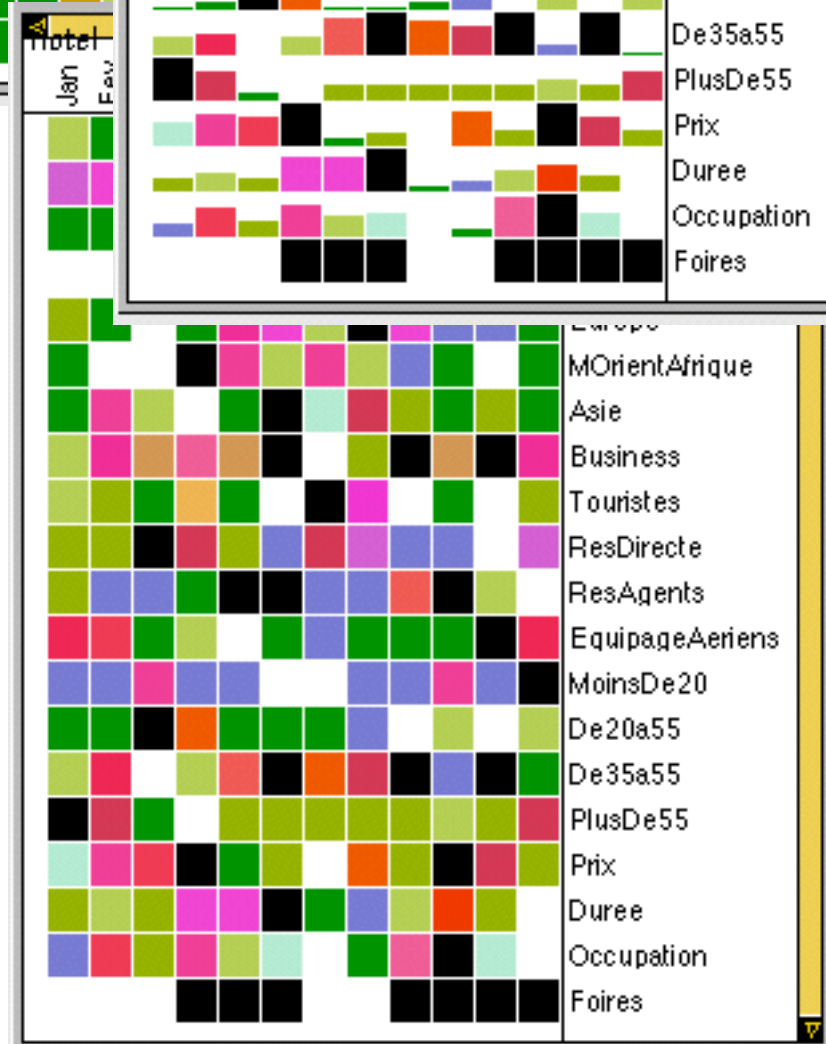 Hotel
Jan
De35a55
PlusDe55
Prix
Duree
Occupation
Foires
MOrientAfrique
Asie
Business
Touristes
ResDirecte
ResAgents
EquipageAeriens
MoinsDe20
De20a55
De35a55
PlusDe55
Prix
Duree
Occupation
Foires